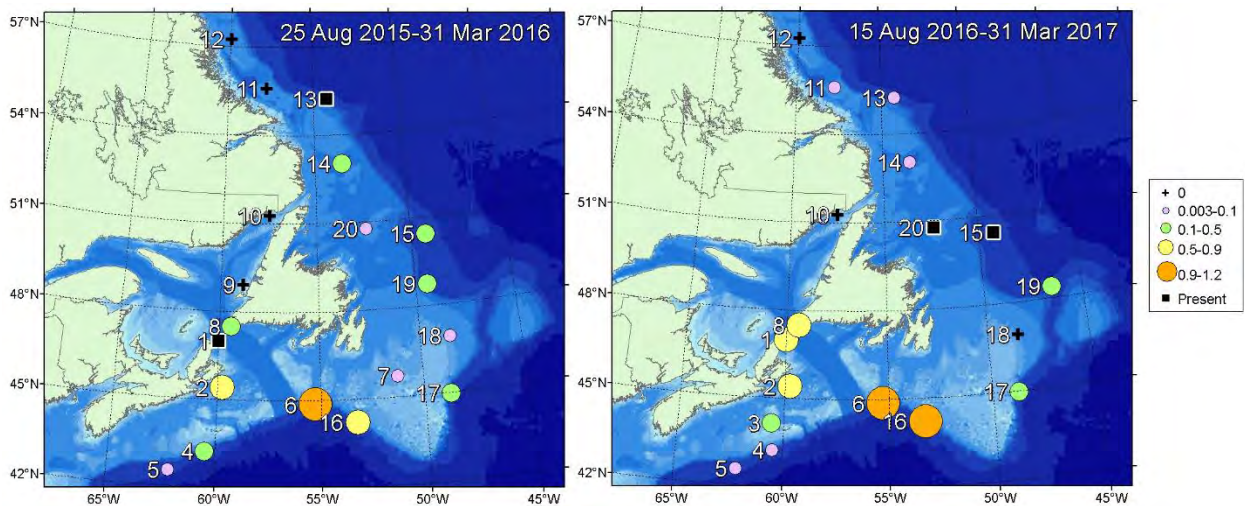 25 Aug 2015-31 Mar 2016
57°N
54°N
51°N
48°N
45°N
42°N
65°W
60°W
55°W
50°W
45°W
12
11
13
14
10
20
15
9
19
8
1
18
2
7
17
6
16
4
5
15 Aug 2016-31 Mar 2017
57°N
54°N
51°N
48°N
45°N
42°N
65°W
60°W
55°W
50°W
45°W
12
11
13
14
10
20
15
19
8
1
18
2
17
6
16
3
4
5
0
0.003-0.1
0.1-0.5
0.5-0.9
0.9-1.2
Present